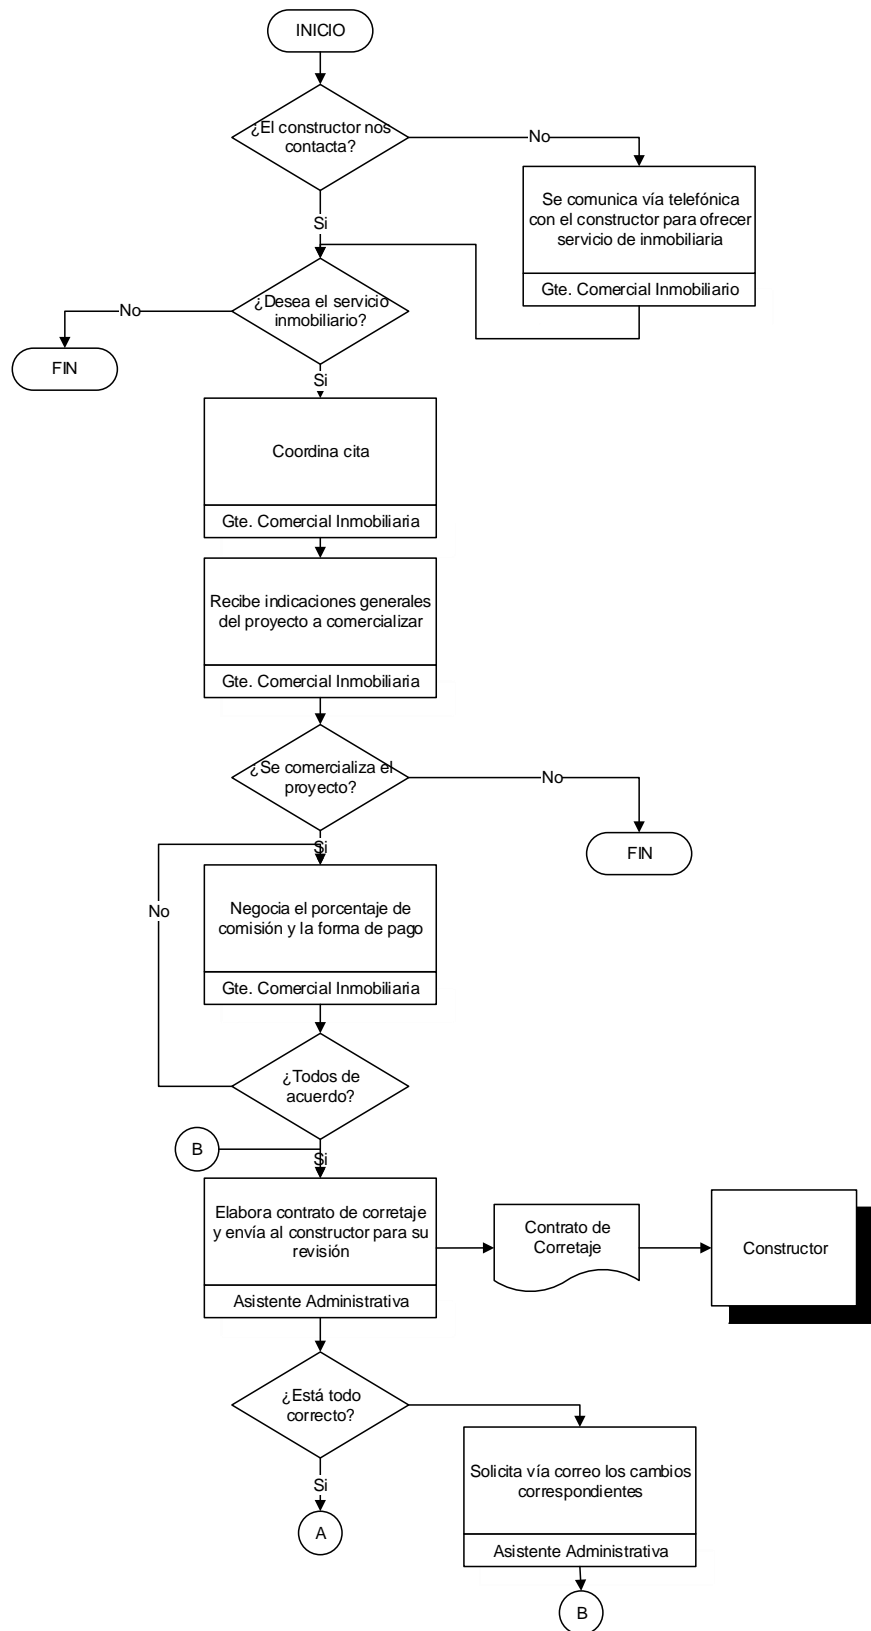 INICIO
¿El constructor nos
contacta?
No
Se comunica vía telefónica
con el constructor para ofrecer
servicio de inmobiliaria
Gte. Comercial Inmobiliario
Si
¿Desea el servicio
inmobiliario?
No
FIN
Si
Coordina cita
Gte. Comercial Inmobiliaria
Recibe indicaciones generales
del proyecto a comercializar
Gte. Comercial Inmobiliaria
¿Se comercializa el
proyecto?
No
FIN
Si
Negocia el porcentaje de
comisión y la forma de pago
Gte. Comercial Inmobiliaria
No
¿Todos de
acuerdo?
B
Si
Elabora contrato de corretaje
y envía al constructor para su
revisión
Asistente Administrativa
Contrato de
Corretaje
Constructor
¿Está todo
correcto?
Solicita vía correo los cambios
correspondientes
Asistente Administrativa
Si
A
B